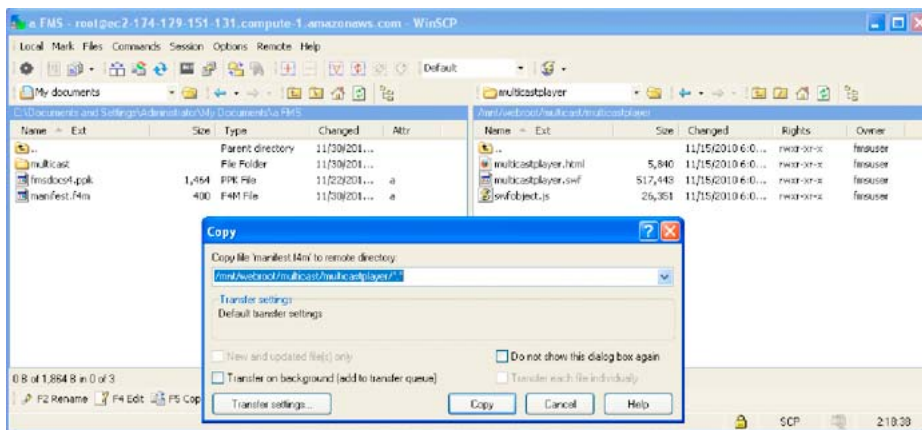 a FMS - root@ec2-174-129-151-131.compute-1.amazonaws.com - WinSCP
Local Mark Files Commands Session Options Remote Help
Default
My documents
multicastplayer
C:\Documents and Settings\Administrator\My Documents\a FMS
/mnt/webroot/multicast/multicastplayer
Name Ext Size Type Changed Attr
Name Ext Size Changed Rights Owner
.. Parent directory 11/30/201...
.. 11/15/2010 6:0... rwxr-xr-x fmsuser
multicast File Folder 11/30/201...
multicastplayer.html 5,840 11/15/2010 6:0... rwxr-xr-x fmsuser
fmsdocs4.ppk 1,464 PPK File 11/22/201... a
multicastplayer.swf 517,443 11/15/2010 6:0... rwxr-xr-x fmsuser
manifest.f4m 400 F4M File 11/30/201... a
swfobject.js 26,351 11/15/2010 6:0... rwxr-xr-x fmsuser
Copy
Copy file 'manifest.f4m' to remote directory:
/mnt/webroot/multicast/multicastplayer/*.*
Transfer settings
Default transfer settings
New and updated file(s) only
Do not show this dialog box again
Transfer on background (add to transfer queue)
Transfer each file individually
Transfer settings...
Copy
Cancel
Help
0 B of 1,864 B in 0 of 3
F2 Rename F4 Edit F5 Cop
SCP
2:18:38